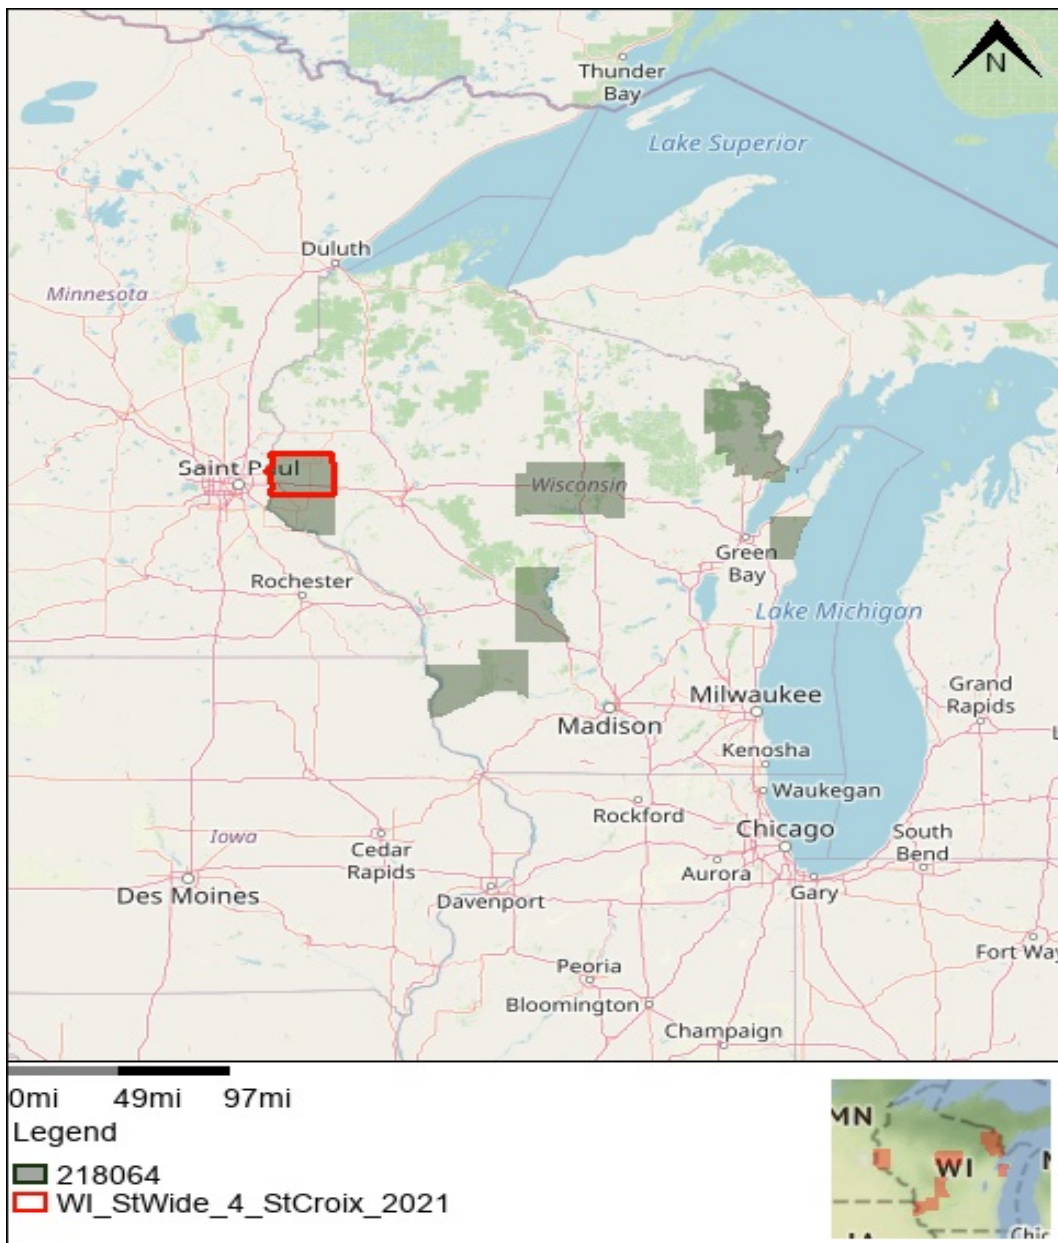 Thunder
Bay
N
Lake Superior
Duluth
Minnesota
Saint Paul
Wisconsin
Green
Bay
Rochester
Lake Michigan
Grand
Rapids
Milwaukee
Madison
Kenosha
Waukegan
Rockford
Chicago
South
Bend
Iowa
Cedar
Rapids
Aurora
Gary
Des Moines
Davenport
Fort Way
Peoria
Bloomington
Champaign
0mi 49mi 97mi
Legend
218064
WI_StWide_4_StCroix_2021
MN
WI